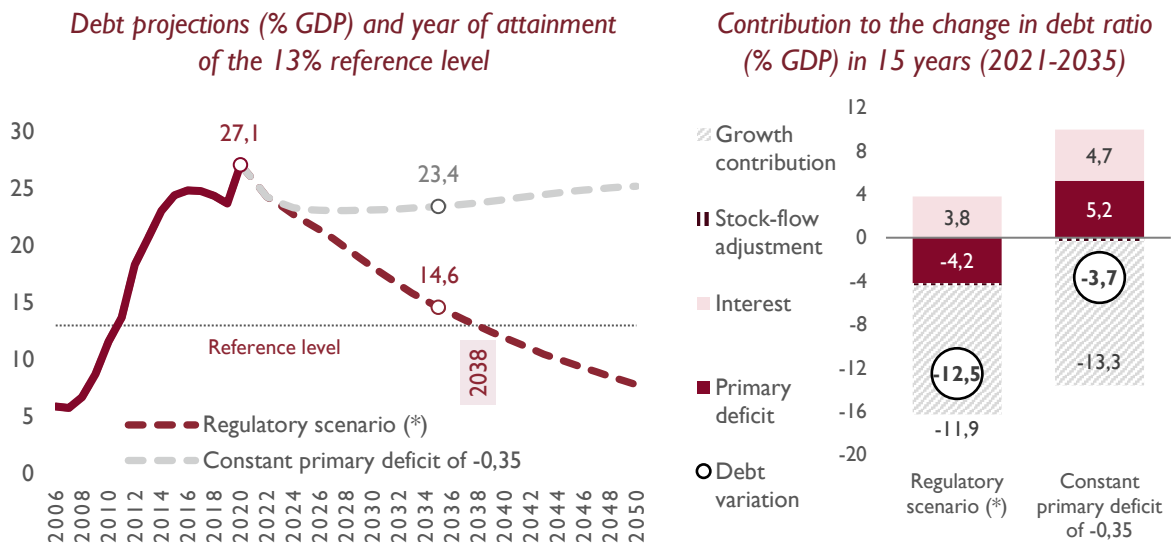 Debt projections (% GDP) and year of attainment
of the 13% reference level
30
25
20
15
10
5
0
27,1
23,4
14,6
Reference level
2038
Regulatory scenario (*)
Constant primary deficit of -0,35
2006
2008
2010
2012
2014
2016
2018
2020
2022
2024
2026
2028
2030
2032
2034
2036
2038
2040
2042
2044
2046
2048
2050
Contribution to the change in debt ratio
(% GDP) in 15 years (2021-2035)
Growth
contribution
Stock-flow
adjustment
Interest
Primary
deficit
Debt
variation
12
8
4
0
-4
-8
-12
-16
-20
3,8
-4,2
-12,5
-11,9
4,7
5,2
-3,7
-13,3
Regulatory
scenario (*)
Constant
primary deficit
of -0,35